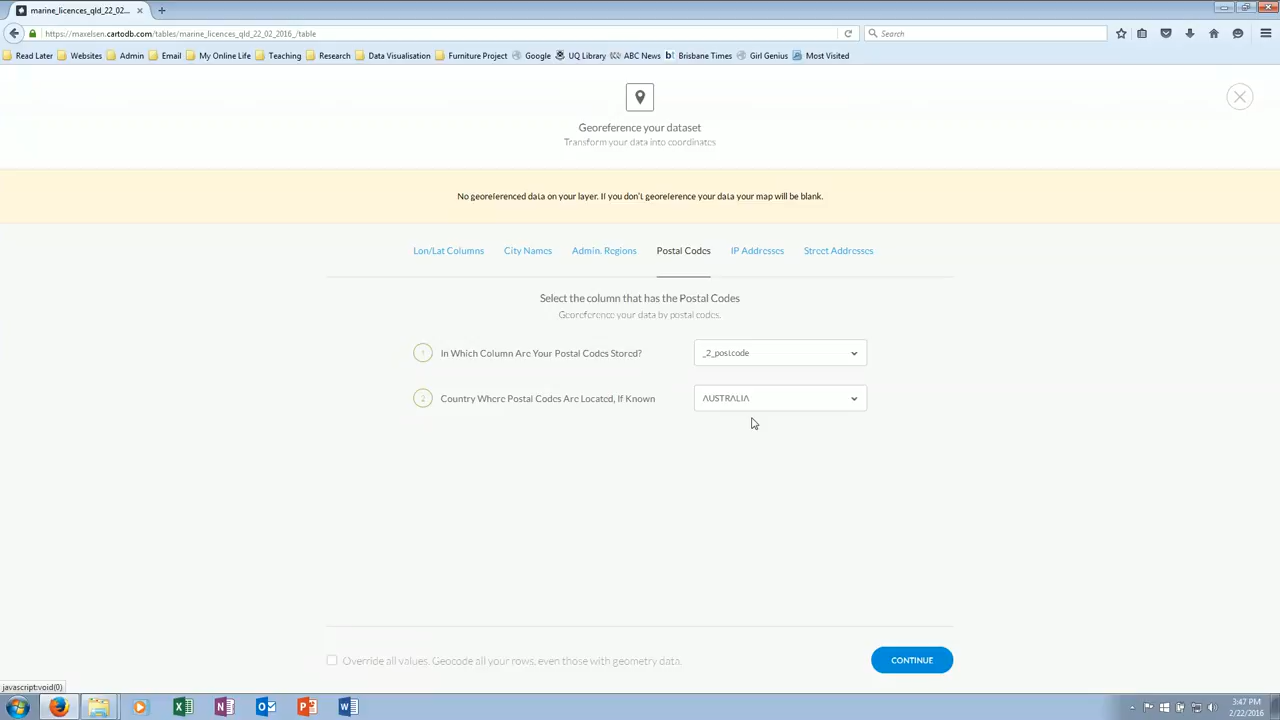 marine_licences_qld_22_02...
https://maxelsen.cartodb.com/tables/marine_licences_qld_22_02_2016_/table
Search
Read Later
Websites
Admin
Email
My Online Life
Teaching
Research
Data Visualisation
Furniture Project
Google
UQ Library
ABC News
bt Brisbane Times
Girl Genius
Most Visited
Georeference your dataset
Transform your data into coordinates
No georeferenced data on your layer. If you don't georeference your data your map will be blank.
Lon/Lat Columns
City Names
Admin. Regions
Postal Codes
IP Addresses
Street Addresses
Select the column that has the Postal Codes
Georeference your data by postal codes.
1 In Which Column Are Your Postal Codes Stored?
_2_postcode
2 Country Where Postal Codes Are Located, If Known
AUSTRALIA
Override all values. Geocode all your rows, even those with geometry data.
CONTINUE
javascript:void(0)
3:47 PM
2/22/2016